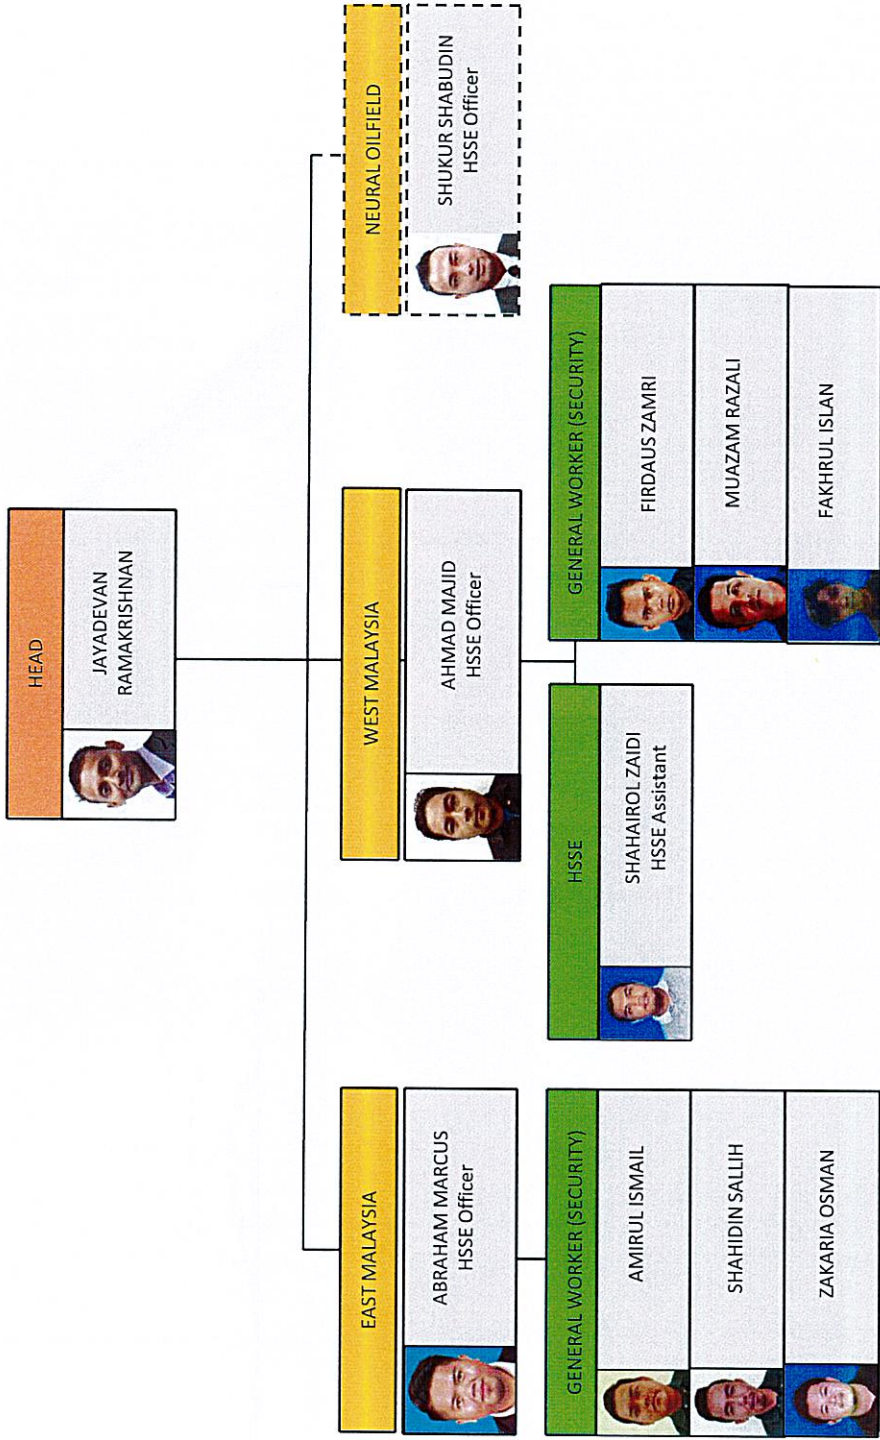 HEAD
JAYADEVAN
RAMAKRISHNAN
EAST MALAYSIA
ABRAHAM MARCUS
HSSE Officer
WEST MALAYSIA
AHMAD MAJID
HSSE Officer
NEURAL OILFIELD
SHUKUR SHABUDIN
HSSE Officer
GENERAL WORKER (SECURITY)
AMIRUL ISMAIL
SHAHIDIN SALLIH
ZAKARIA OSMAN
HSSE
SHAHAIROL ZAIDI
HSSE Assistant
GENERAL WORKER (SECURITY)
FIRDAUS ZAMRI
MUAZAM RAZALI
FAKHRUL ISLAN